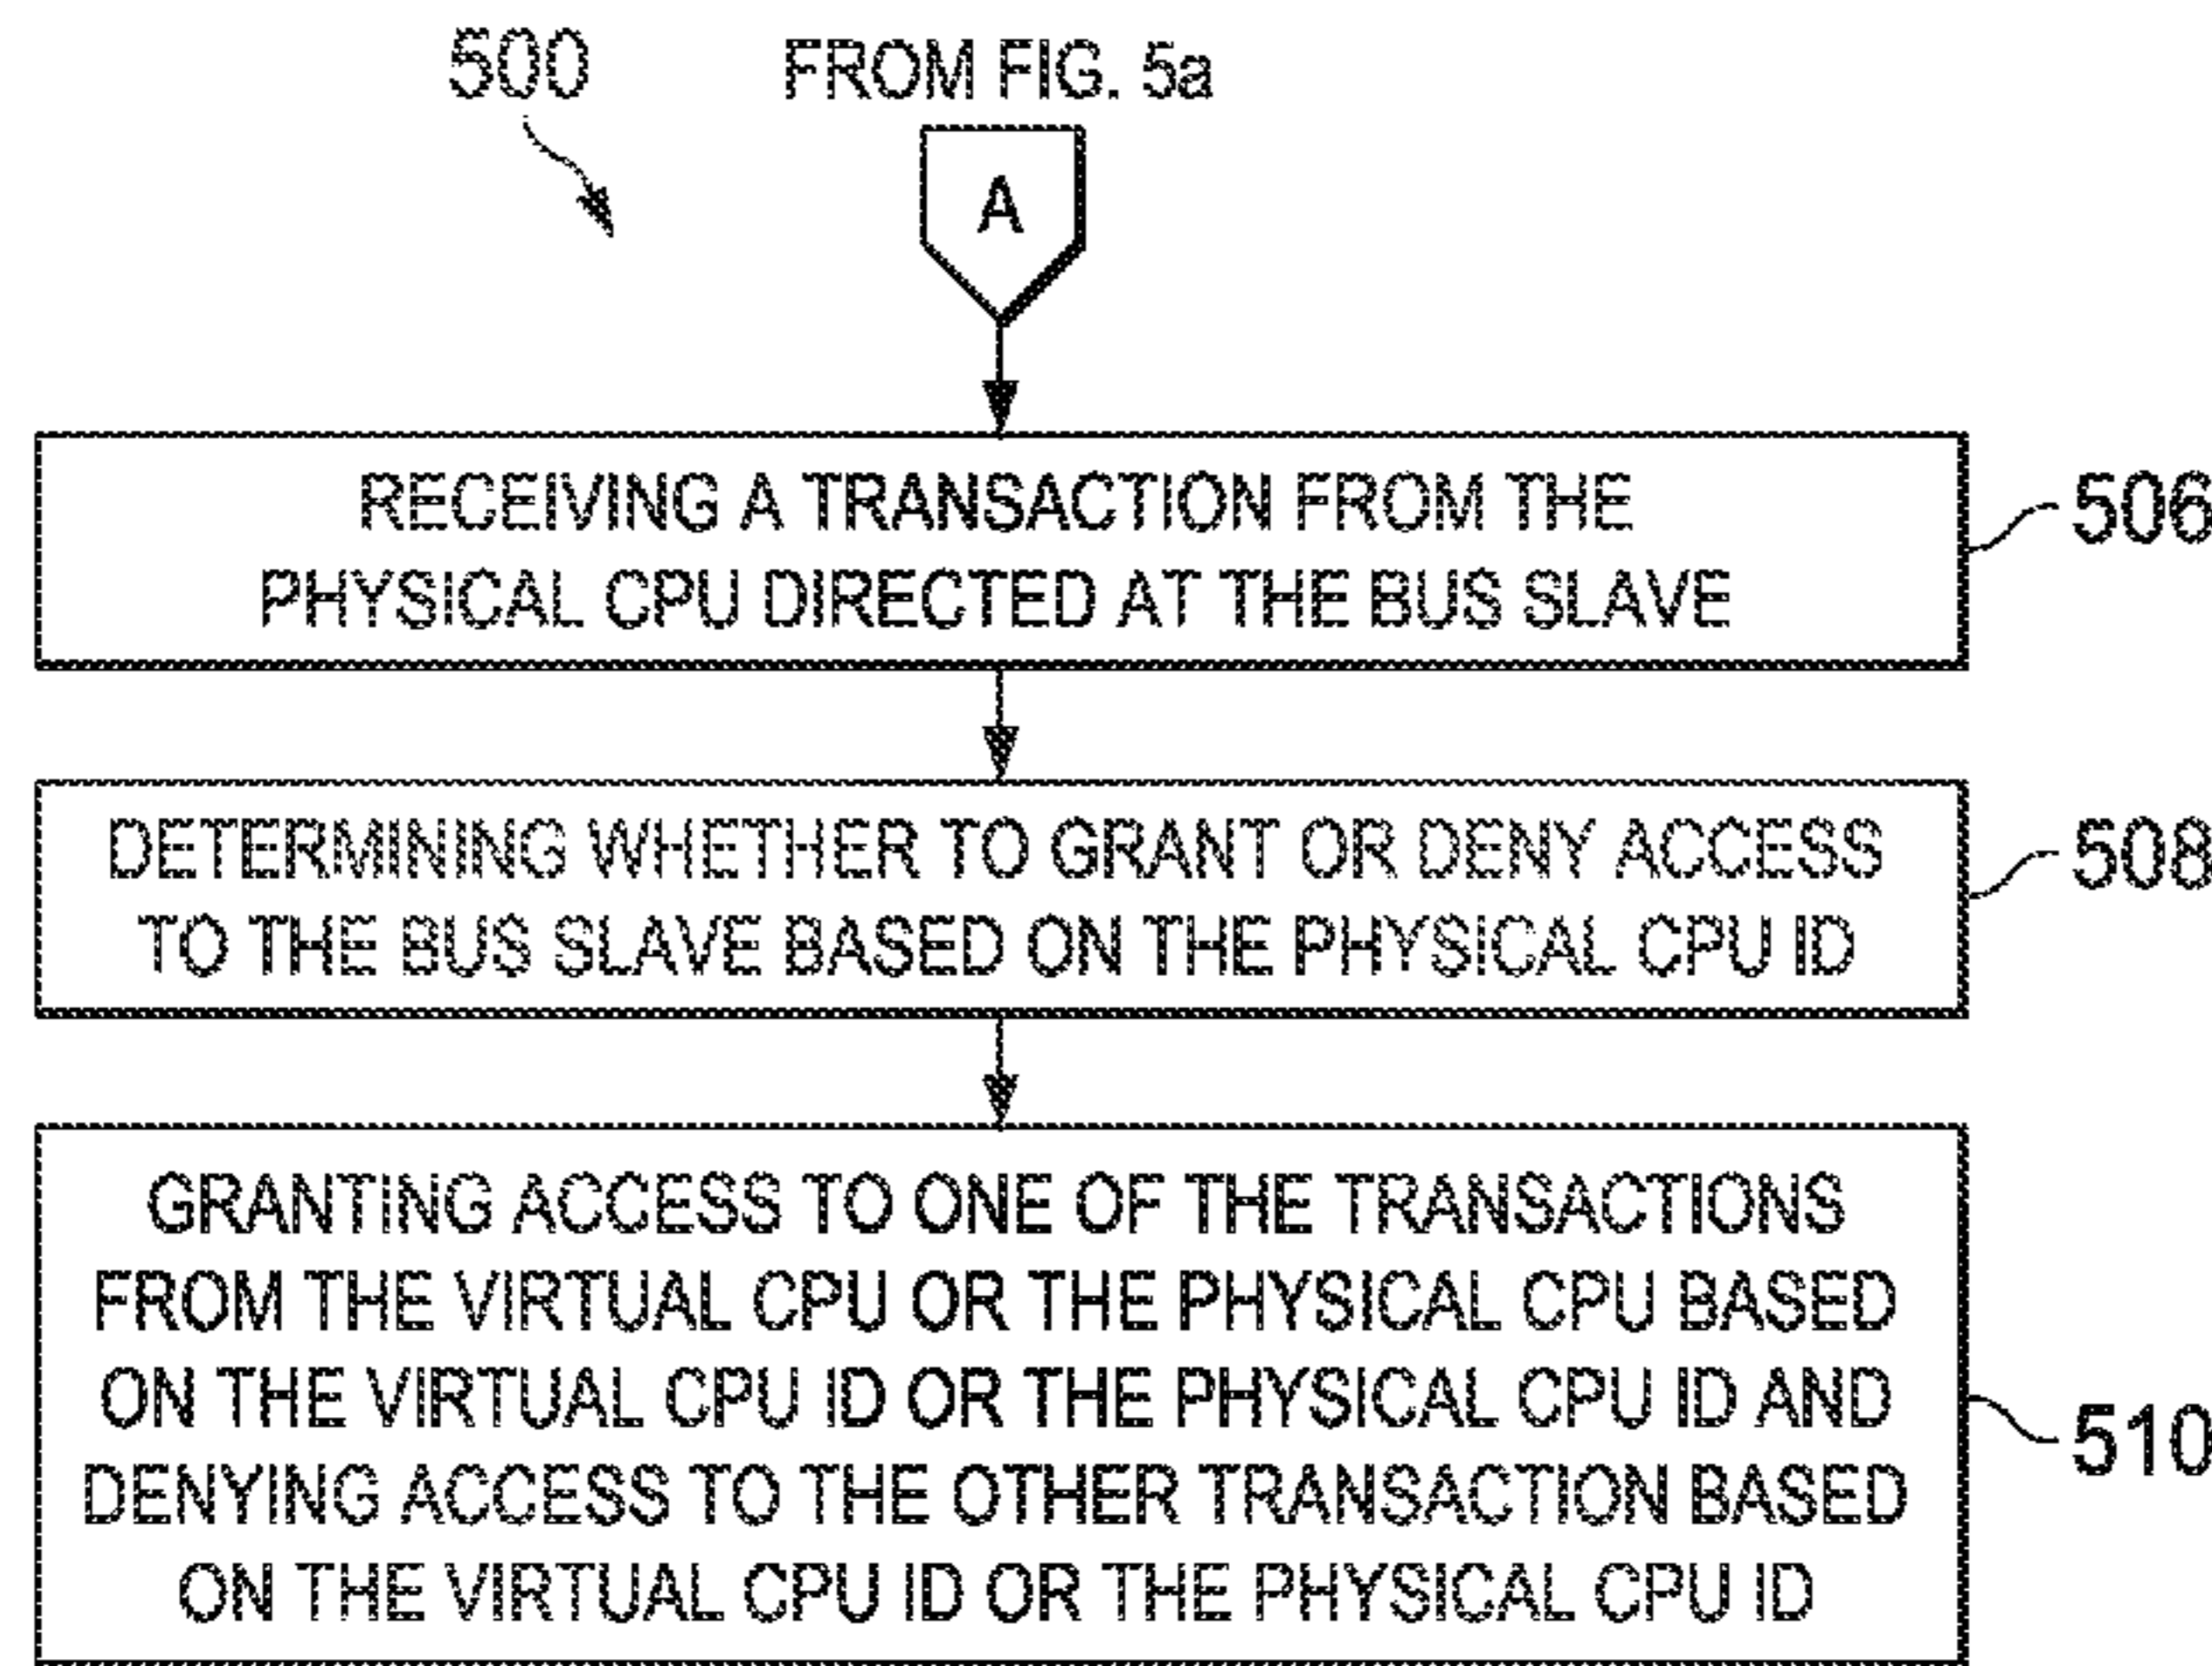 500
FROM FIG. 5a
A
RECEIVING A TRANSACTION FROM THE
PHYSICAL CPU DIRECTED AT THE BUS SLAVE
506
DETERMINING WHETHER TO GRANT OR DENY ACCESS
TO THE BUS SLAVE BASED ON THE PHYSICAL CPU ID
508
GRANTING ACCESS TO ONE OF THE TRANSACTIONS
FROM THE VIRTUAL CPU OR THE PHYSICAL CPU BASED
ON THE VIRTUAL CPU ID OR THE PHYSICAL CPU ID AND
DENYING ACCESS TO THE OTHER TRANSACTION BASED
ON THE VIRTUAL CPU ID OR THE PHYSICAL CPU ID
510